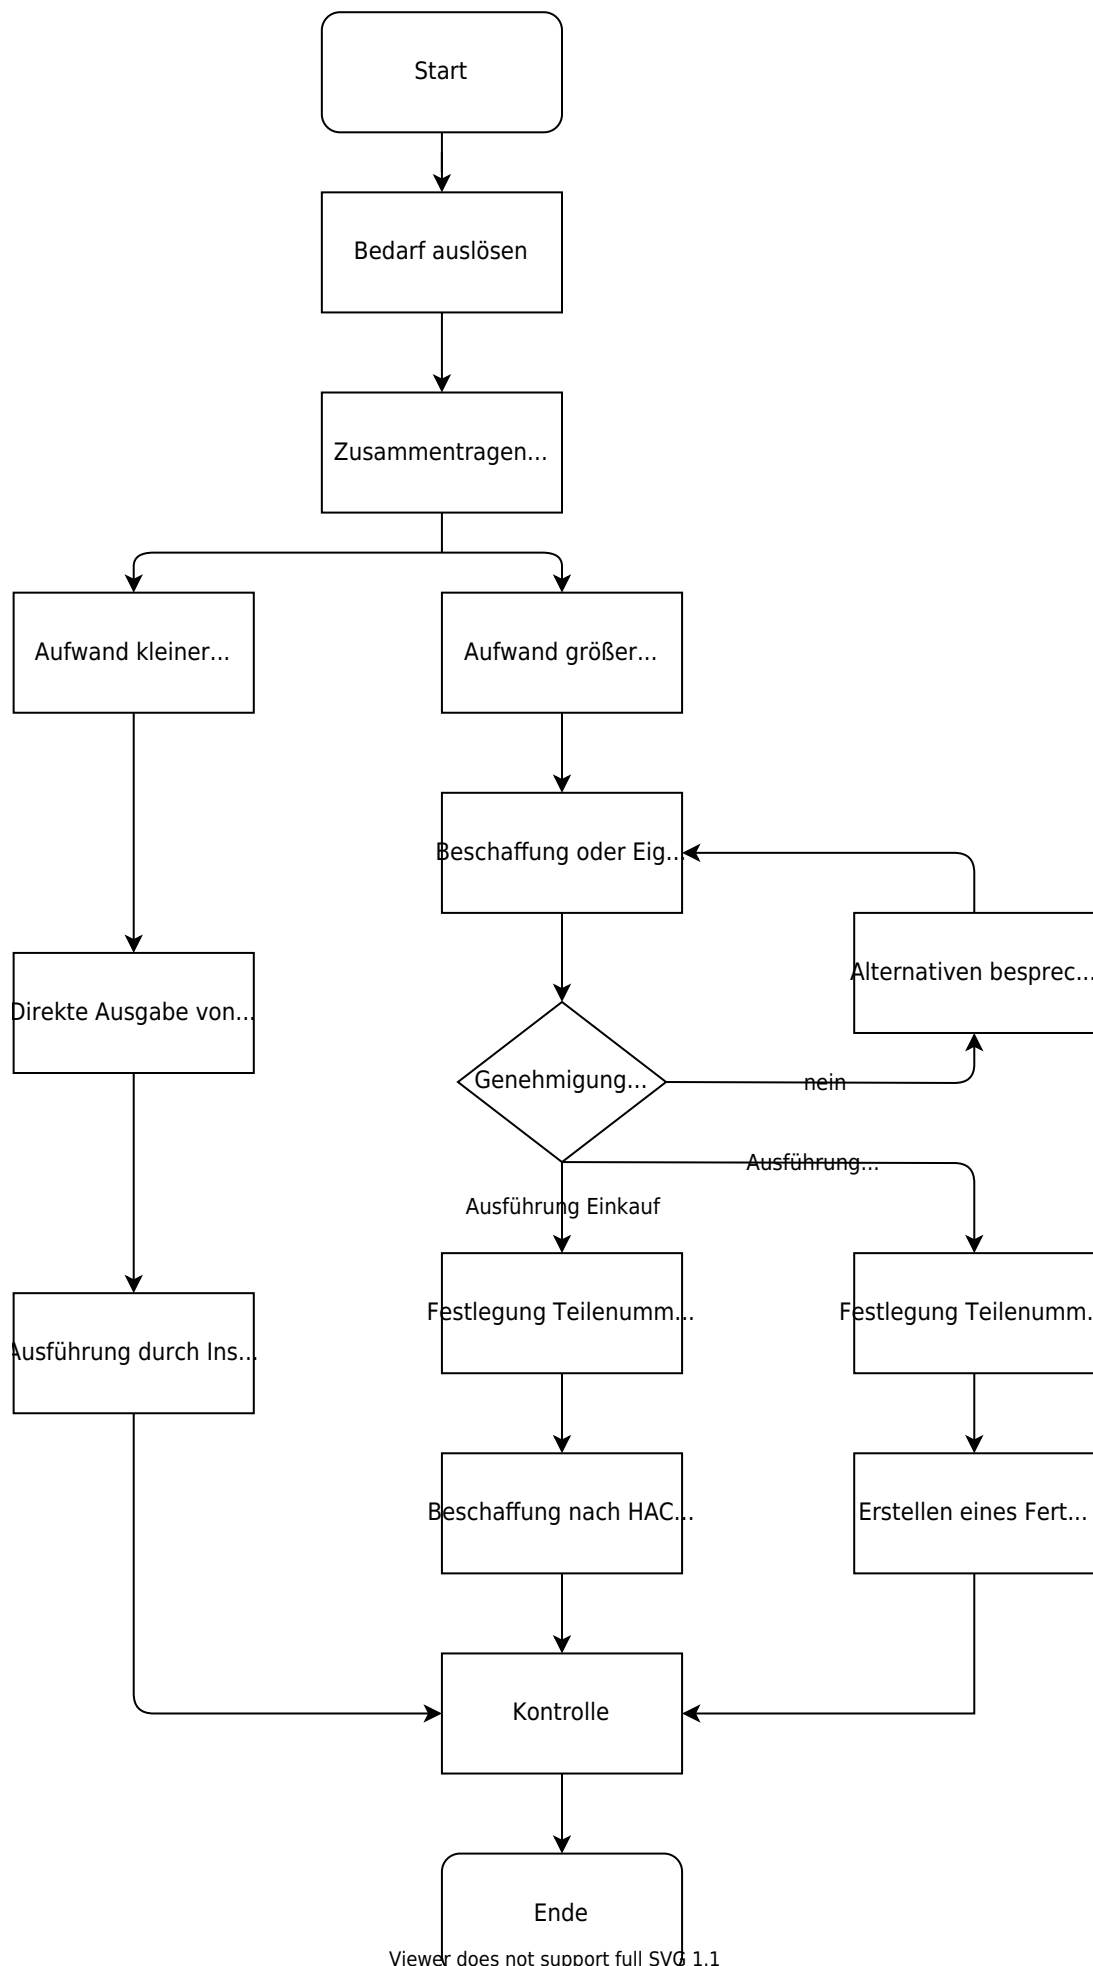 Start
Bedarf auslösen
Zusammentragen...
Aufwand kleiner...
Aufwand größer...
Beschaffung oder Eig...
Alternativen besprec...
Direkte Ausgabe von...
Genehmigung...
nein
Ausführung...
Ausführung Einkauf
Festlegung Teilenumm...
Festlegung Teilenumm...
Ausführung durch Ins...
Beschaffung nach HAC...
Erstellen eines Fert...
Kontrolle
Ende
Viewer does not support full SVG 1.1